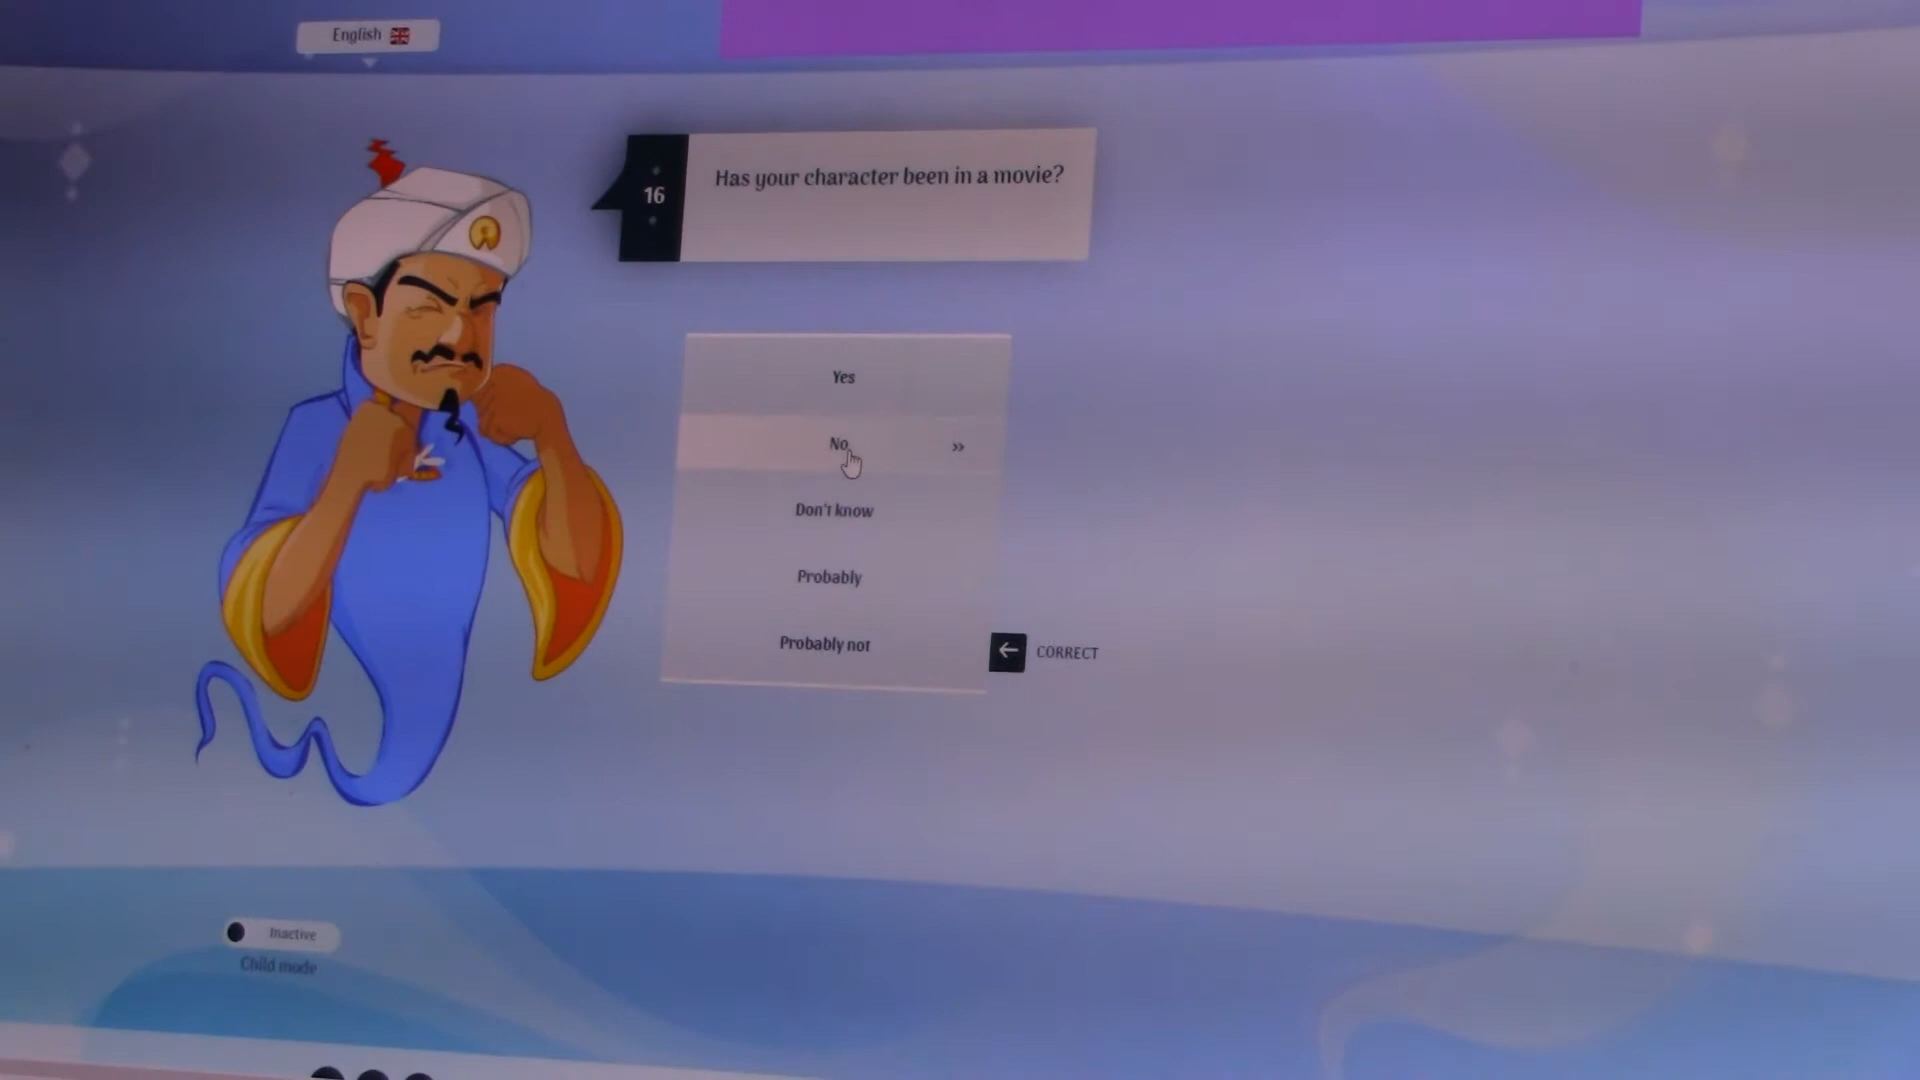 English
16
Has your character been in a movie?
Yes
No
Don't know
Probably
Probably not
CORRECT
Inactive
Child mode